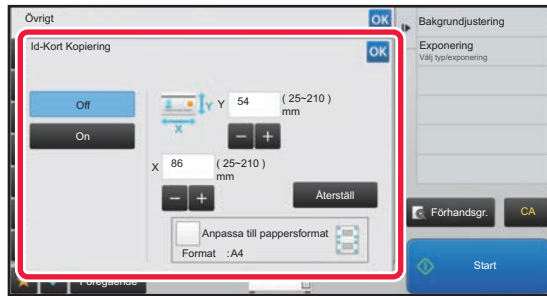 Övrigt
OK
Id-Kort Kopiering
OK
Off
On
Y
X
Y 54 ( 25~210 )
mm
X 86 ( 25~210 )
mm
Återställ
Anpassa till pappersformat
Format :A4
Föregående
Bakgrundjustering
Exponering
Välj typ/exponering
Förhandsgr.
CA
Start